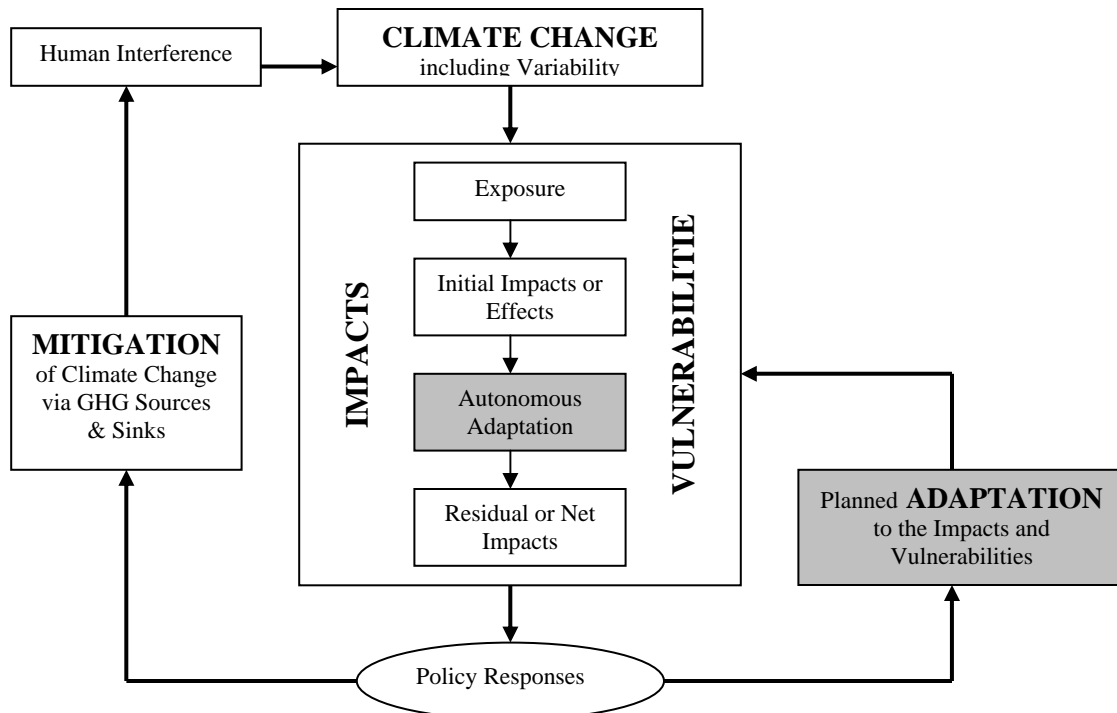 Human Interference
CLIMATE CHANGE
including Variability
Exposure
Initial Impacts or
Effects
Autonomous
Adaptation
Residual or Net
Impacts
IMPACTS
VULNERABILITIE
MITIGATION
of Climate Change
via GHG Sources
& Sinks
Planned ADAPTATION
to the Impacts and
Vulnerabilities
Policy Responses